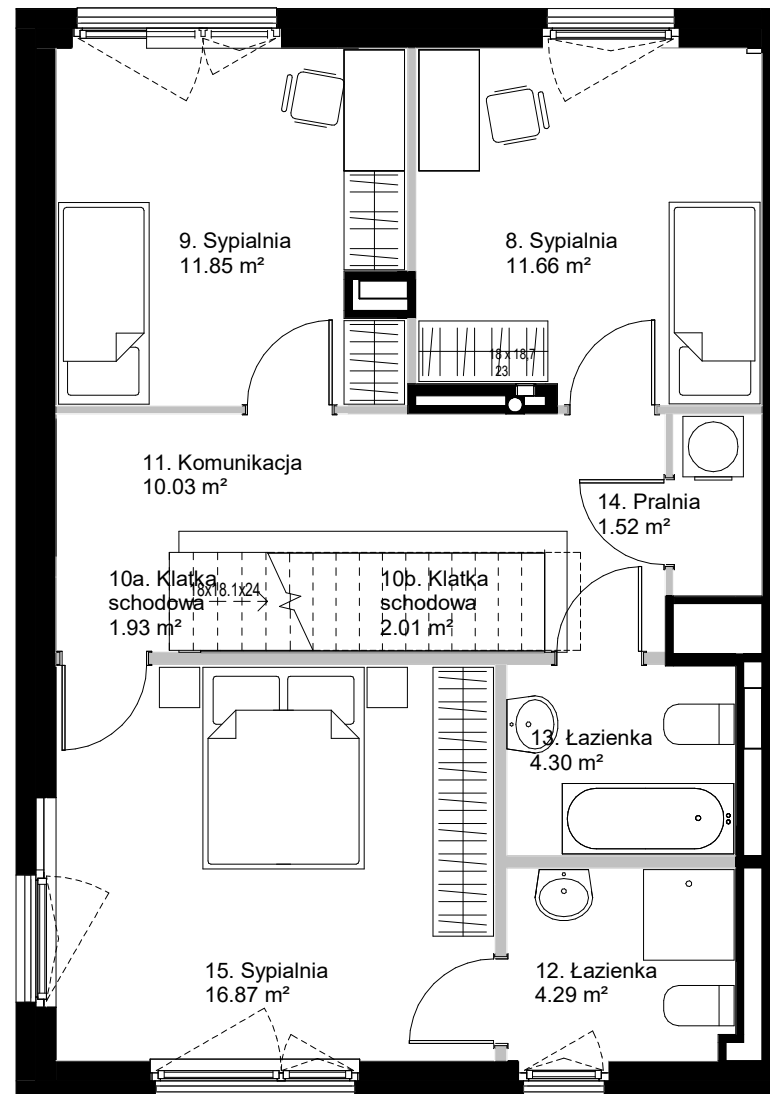 9. Sypialnia
11.85 m²
8. Sypialnia
11.66 m²
18 x 18,7
23
11. Komunikacja
10.03 m²
14. Pralnia
1.52 m²
10a. Klatka
schodowa
1.93 m²
18x18.1x24
10b. Klatka
schodowa
2.01 m²
13. Łazienka
4.30 m²
15. Sypialnia
16.87 m²
12. Łazienka
4.29 m²